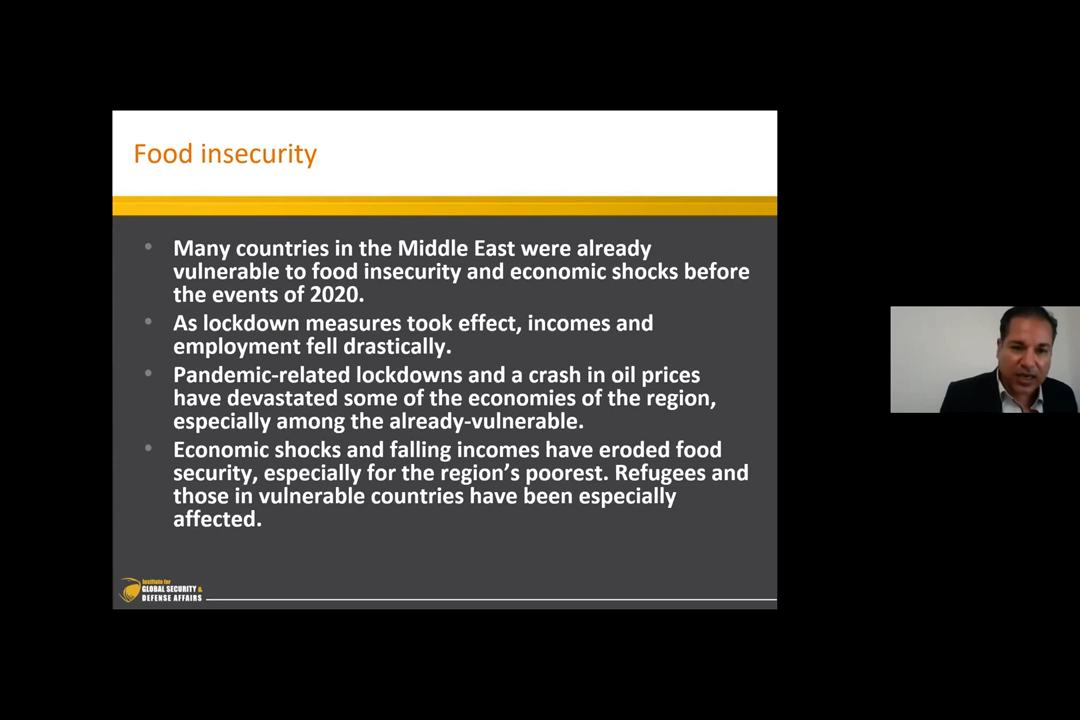 Food insecurity
• Many countries in the Middle East were already
vulnerable to food insecurity and economic shocks before
the events of 2020.
• As lockdown measures took effect, incomes and
employment fell drastically.
• Pandemic-related lockdowns and a crash in oil prices
have devastated some of the economies of the region,
especially among the already-vulnerable.
• Economic shocks and falling incomes have eroded food
security, especially for the region's poorest. Refugees and
those in vulnerable countries have been especially
affected.
Institute for
GLOBAL SECURITY &
DEFENSE AFFAIRS